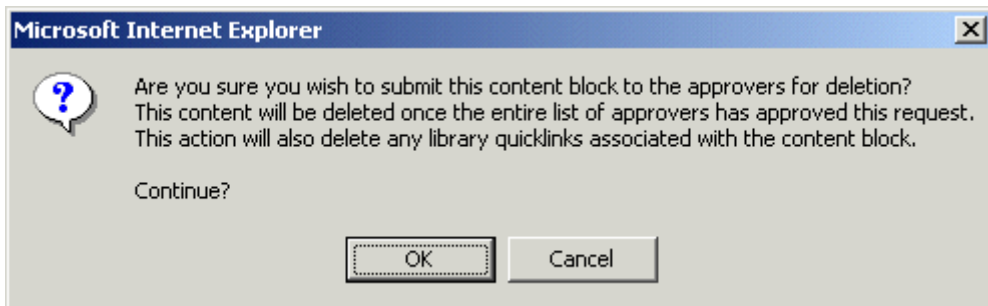 Microsoft Internet Explorer
Are you sure you wish to submit this content block to the approvers for deletion?
This content will be deleted once the entire list of approvers has approved this request.
This action will also delete any library quicklinks associated with the content block.
Continue?
OK
Cancel